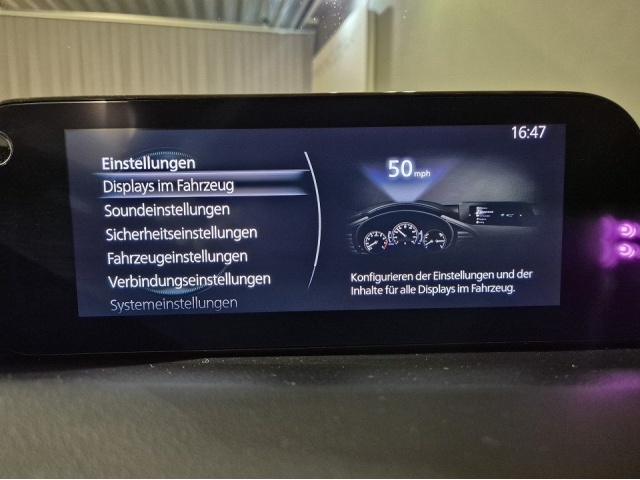 16:47
Einstellungen
Displays im Fahrzeug
Soundeinstellungen
Sicherheitseinstellungen
Fahrzeugeinstellungen
Verbindungseinstellungen
Systemeinstellungen
50 mph
Konfigurieren der Einstellungen und der
Inhalte für alle Displays im Fahrzeug.